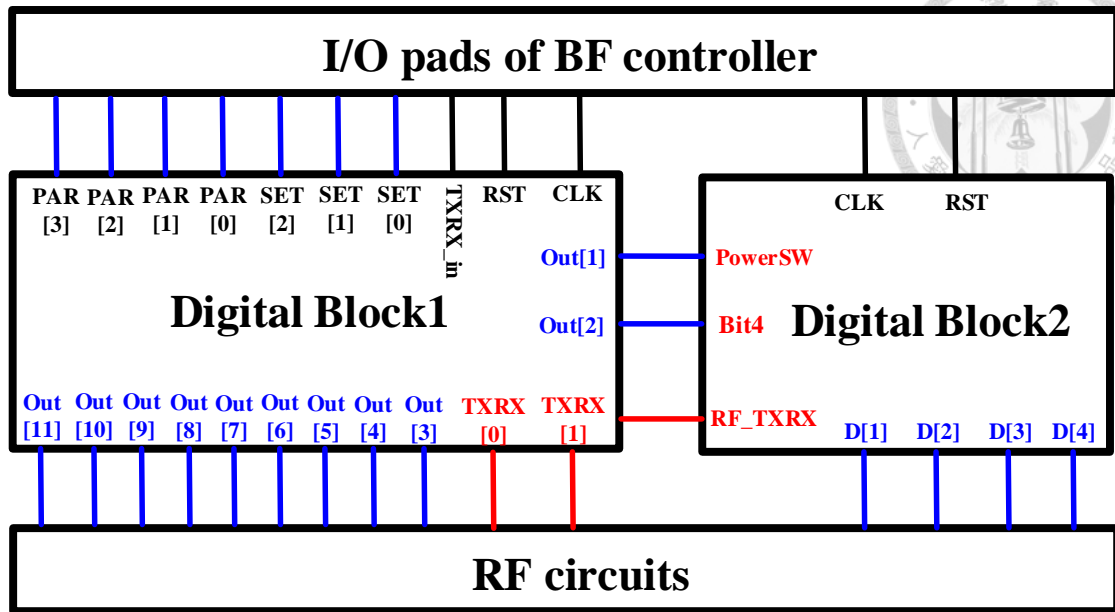 I/O pads of BF controller
PAR PAR PAR PAR SET SET SET TXRX_in RST CLK
[3] [2] [1] [0] [2] [1] [0]
CLK RST
Out[1] PowerSW
Digital Block1
Out[2] Bit4 Digital Block2
Out Out Out Out Out Out Out Out Out TXRX TXRX
[11] [10] [9] [8] [7] [6] [5] [4] [3] [0] [1]
RF_TXRX
D[1] D[2] D[3] D[4]
RF circuits